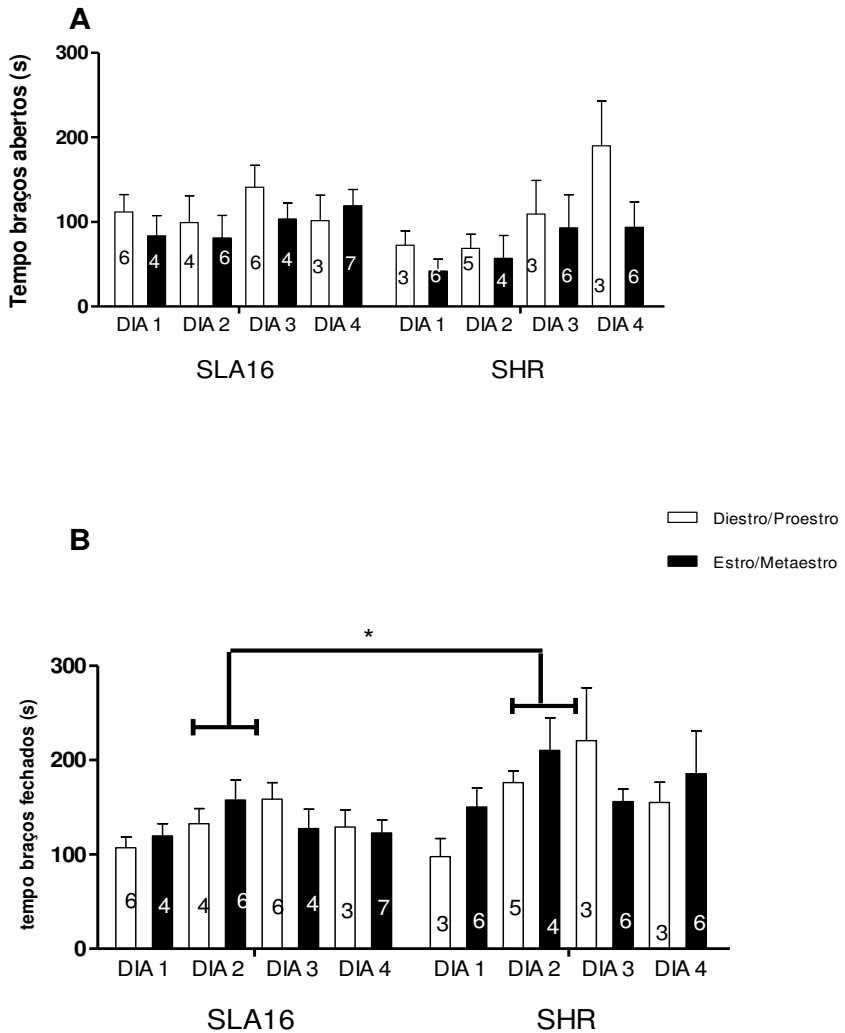 A
Tempo braços abertos (s)
300
200
100
0
6 4 4 6 6 4 3 7 3 6 5 4 3 6 3 6
DIA 1 DIA 2 DIA 3 DIA 4 DIA 1 DIA 2 DIA 3 DIA 4
SLA16 SHR
Diestro/Proestro
Estro/Metaestro
B
*
tempo braços fechados (s)
300
200
100
0
6 4 4 6 6 4 3 7 3 6 5 4 3 6 3 6
DIA 1 DIA 2 DIA 3 DIA 4 DIA 1 DIA 2 DIA 3 DIA 4
SLA16 SHR